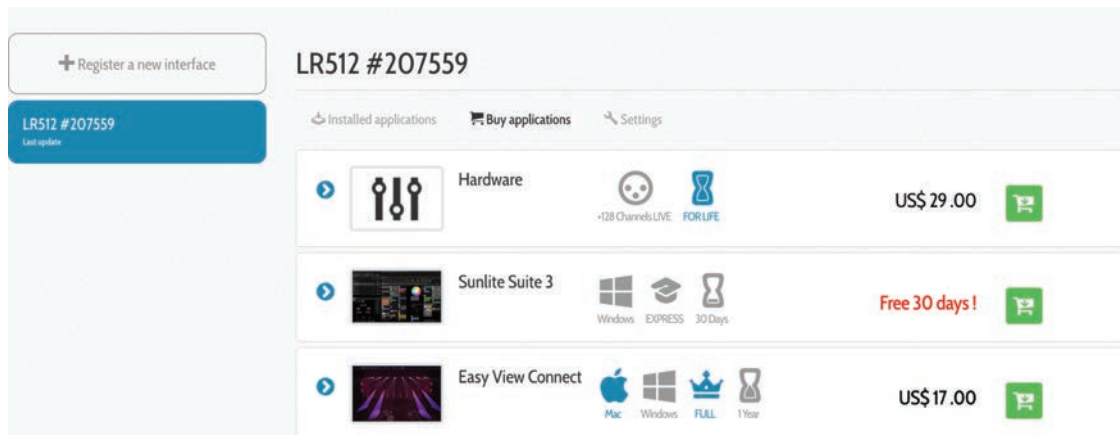 Register a new interface
LR512 #207559
Last update
LR512 #207559
Installed applications Buy applications Settings
Hardware
+128 Channels LIVE FOR LIFE
US$ 29 .00
Sunlite Suite 3
Windows EXPRESS 30 Days
Free 30 days !
Easy View Connect
Mac Windows FULL 1 Year
US$ 17 .00